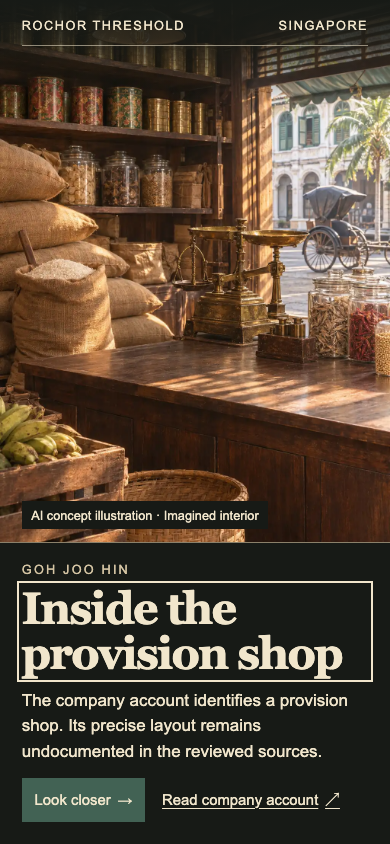 ROCHOR THRESHOLD SINGAPORE
AI concept illustration · Imagined interior
GOH JOO HIN
Inside the
provision shop
The company account identifies a provision
shop. Its precise layout remains
undocumented in the reviewed sources.
Look closer → Read company account ↗